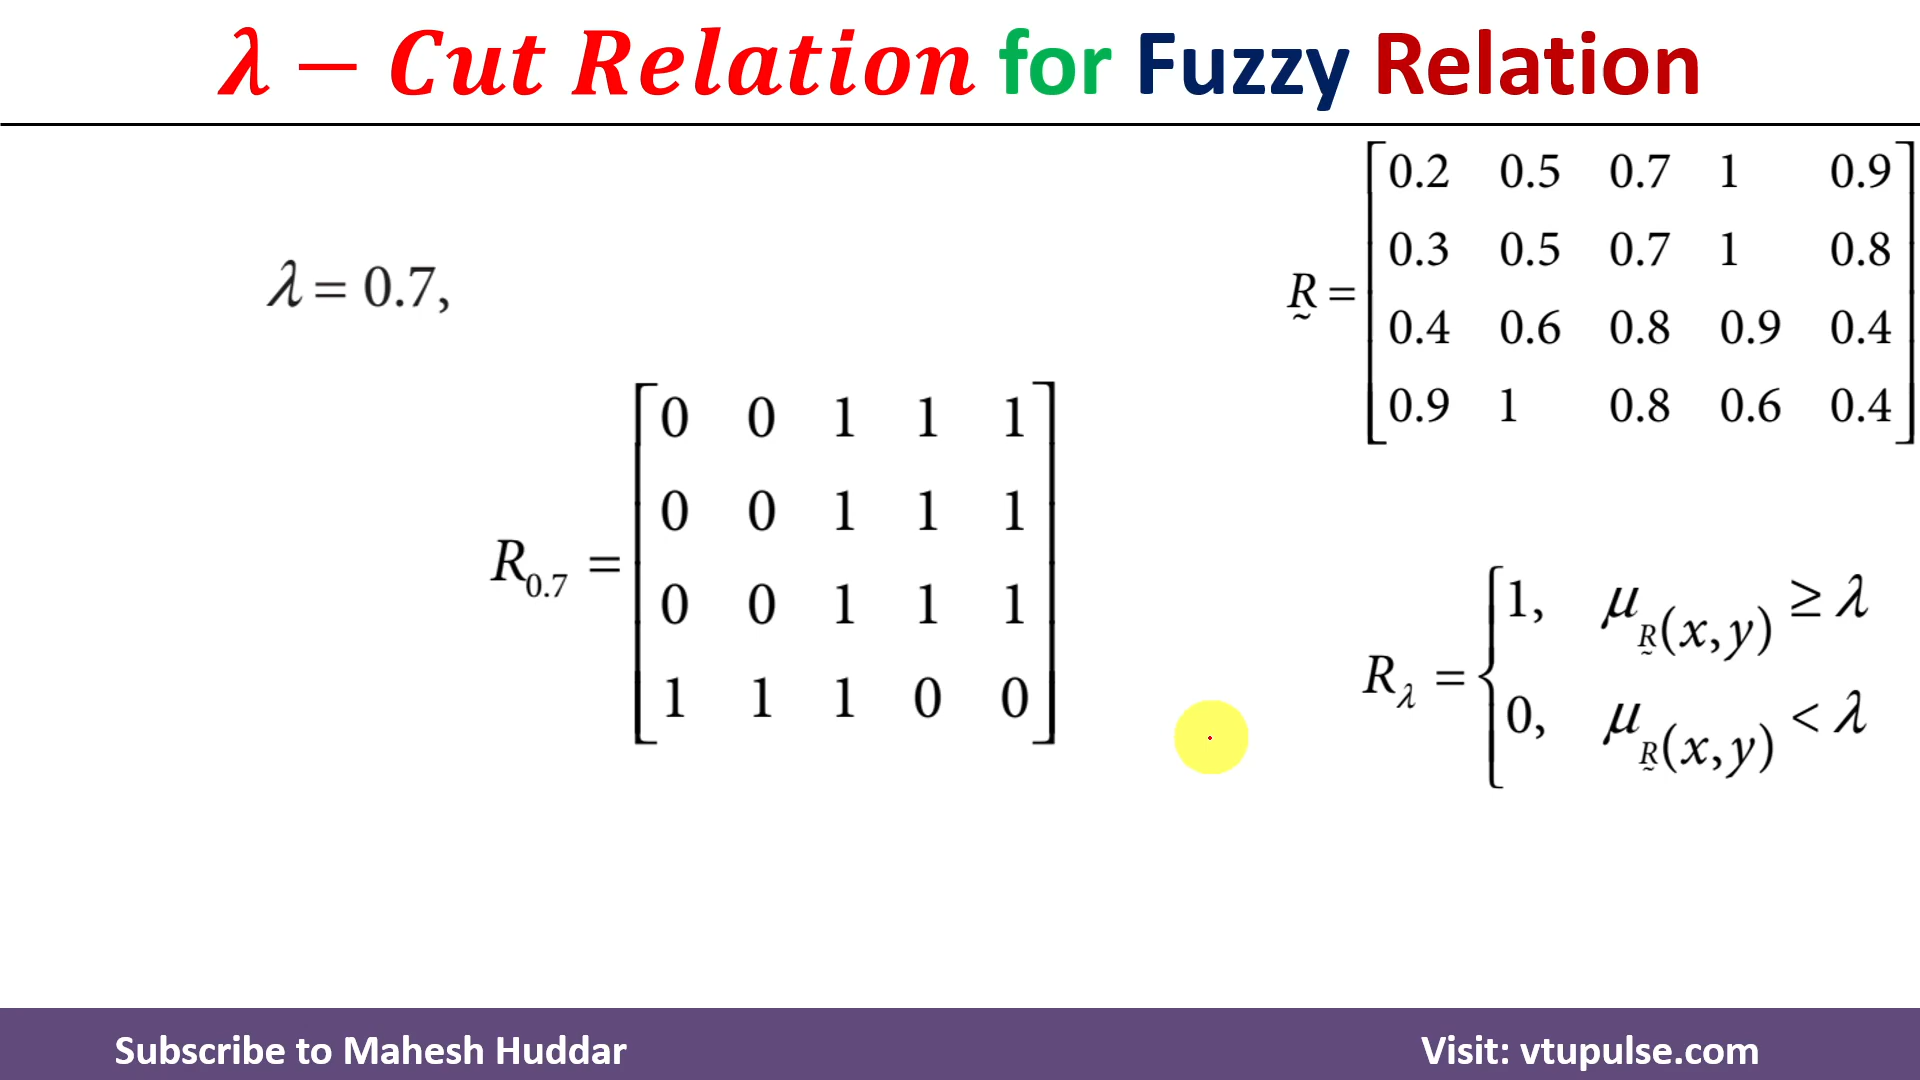 λ − Cut Relation for Fuzzy Relation
λ = 0.7,
R̰ =
0.2 0.5 0.7 1 0.9
0.3 0.5 0.7 1 0.8
0.4 0.6 0.8 0.9 0.4
0.9 1 0.8 0.6 0.4
R₀.₇ =
0 0 1 1 1
0 0 1 1 1
0 0 1 1 1
1 1 1 0 0
R_λ =
1, μ_R̰(x,y) ≥ λ
0, μ_R̰(x,y) < λ
Subscribe to Mahesh Huddar
Visit: vtupulse.com